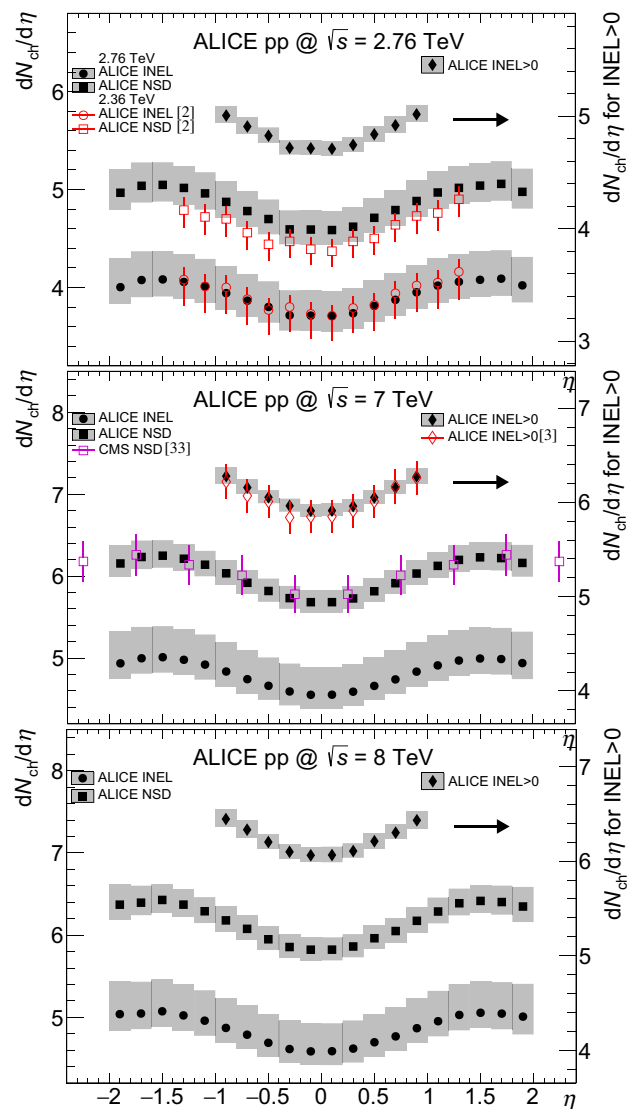 ALICE pp @ √s = 2.76 TeV
2.76 TeV
ALICE INEL
ALICE NSD
2.36 TeV
ALICE INEL [2]
ALICE NSD [2]
ALICE INEL>0
dN_ch/dη
dN_ch/dη for INEL>0
6
5
4
5
4
3
η
ALICE pp @ √s = 7 TeV
ALICE INEL
ALICE NSD
CMS NSD [33]
ALICE INEL>0
ALICE INEL>0[3]
dN_ch/dη
dN_ch/dη for INEL>0
8
7
6
5
7
6
5
4
η
ALICE pp @ √s = 8 TeV
ALICE INEL
ALICE NSD
ALICE INEL>0
dN_ch/dη
dN_ch/dη for INEL>0
8
7
6
5
7
6
5
4
−2 −1.5 −1 −0.5 0 0.5 1 1.5 2 η